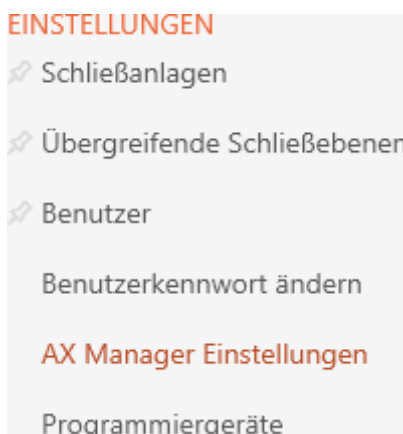 EINSTELLUNGEN
Schließanlagen
Übergreifende Schließebenen
Benutzer
Benutzerkennwort ändern
AX Manager Einstellungen
Programmiergeräte